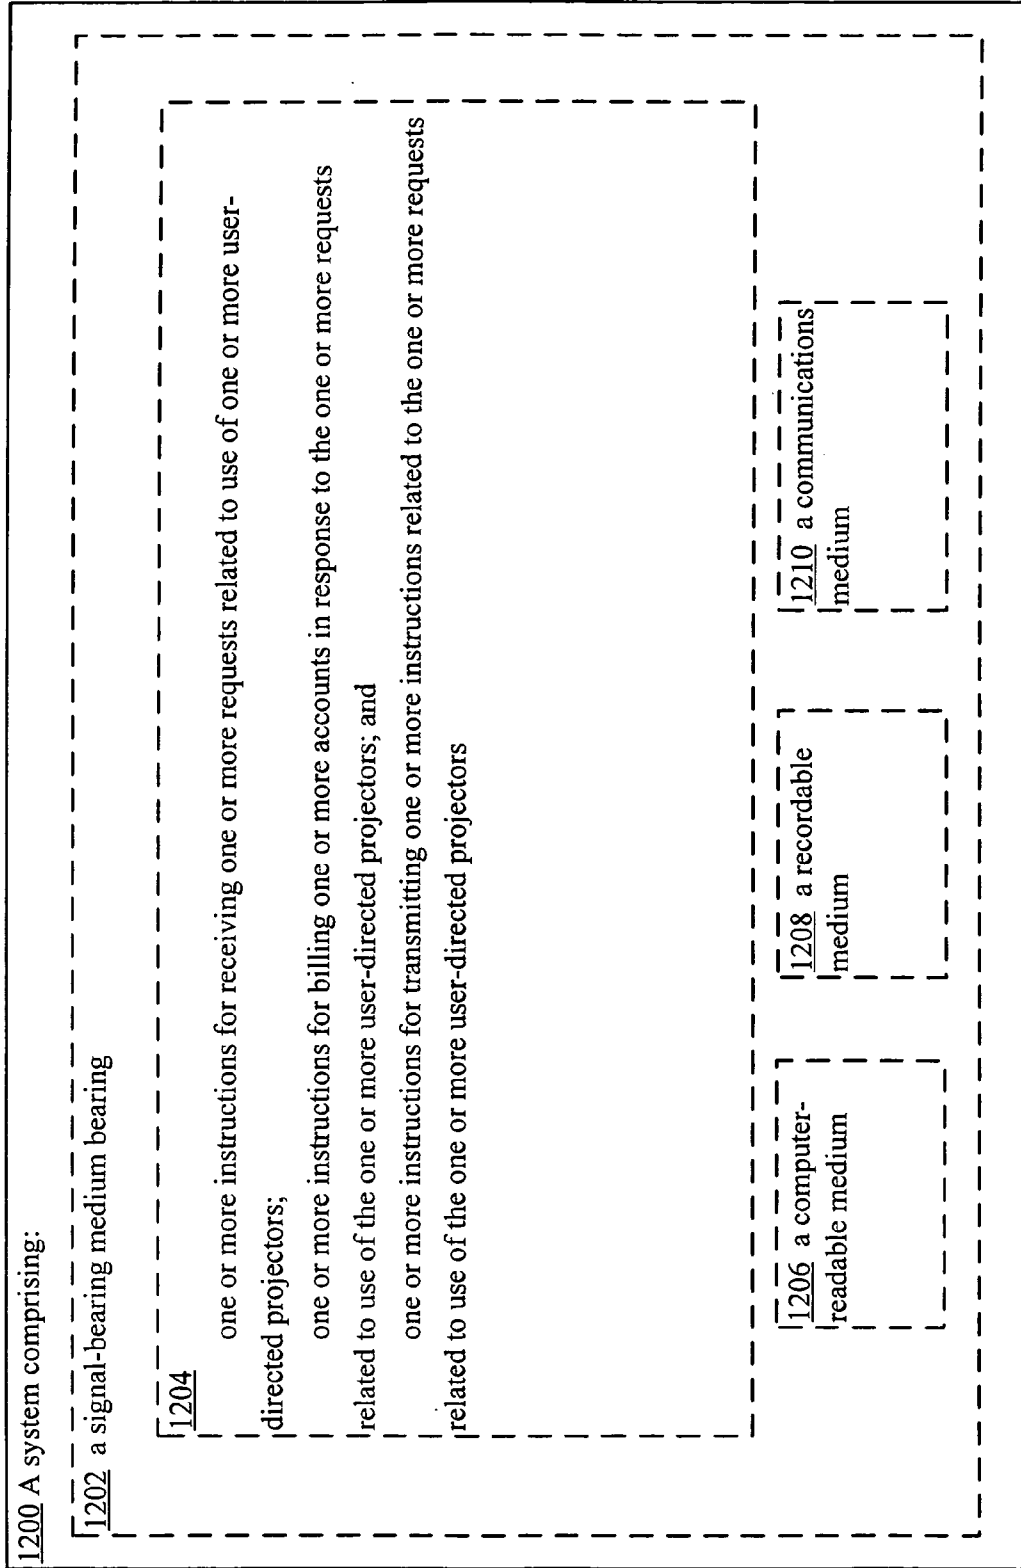 1200 A system comprising:
1202 a signal-bearing medium bearing
1204
one or more instructions for receiving one or more requests related to use of one or more user-
directed projectors;
one or more instructions for billing one or more accounts in response to the one or more requests
related to use of the one or more user-directed projectors; and
one or more instructions for transmitting one or more instructions related to the one or more requests
related to use of the one or more user-directed projectors
1206 a computer-
readable medium
1208 a recordable
medium
1210 a communications
medium